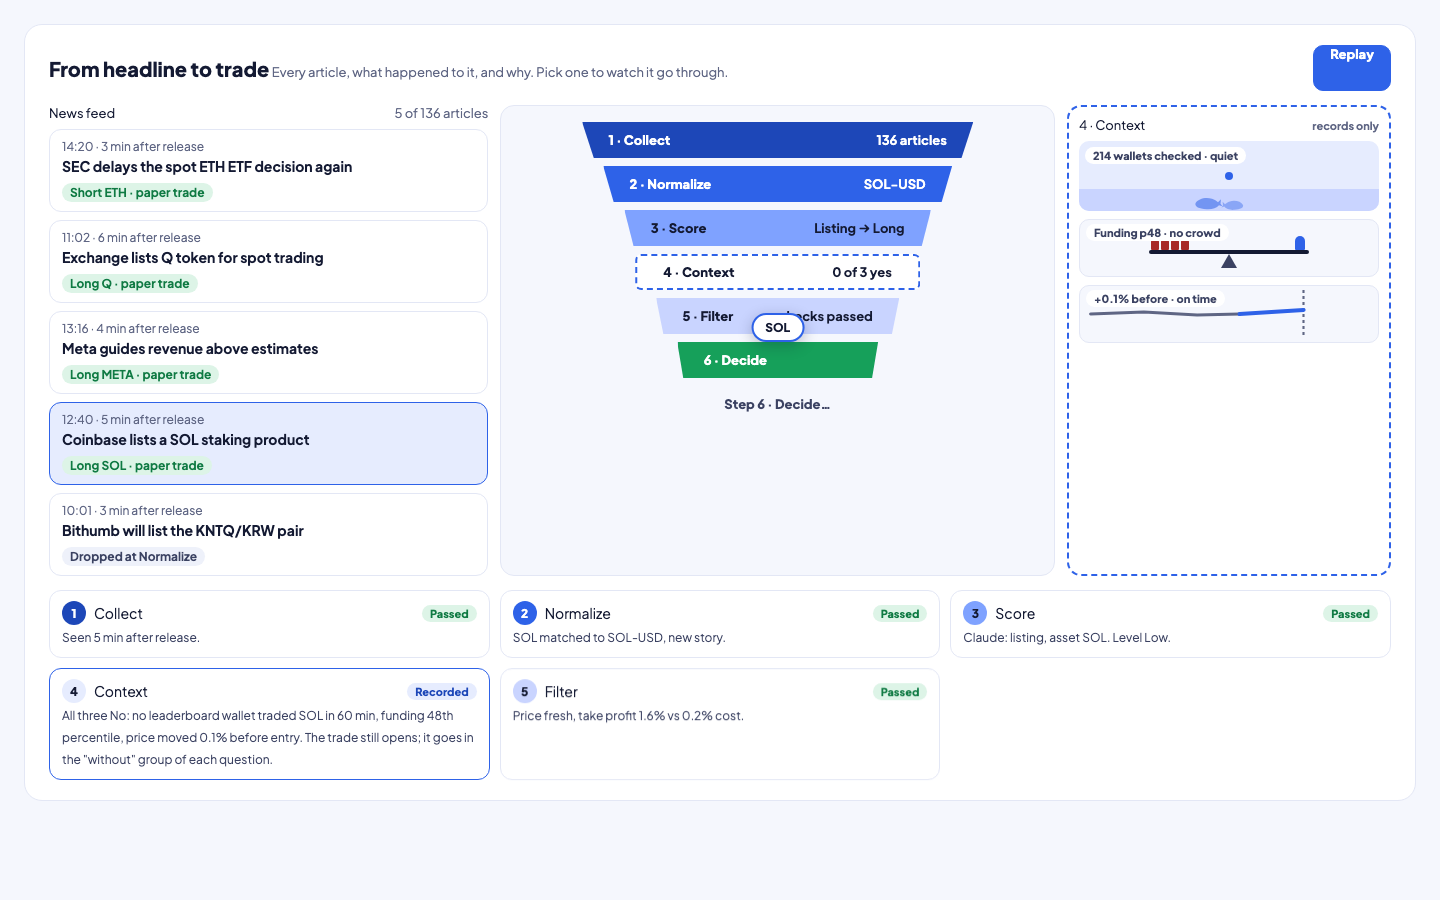 From headline to trade Every article, what happened to it, and why. Pick one to watch it go through.
Replay
News feed
5 of 136 articles
14:20 · 3 min after release
SEC delays the spot ETH ETF decision again
Short ETH · paper trade
11:02 · 6 min after release
Exchange lists Q token for spot trading
Long Q · paper trade
13:16 · 4 min after release
Meta guides revenue above estimates
Long META · paper trade
12:40 · 5 min after release
Coinbase lists a SOL staking product
Long SOL · paper trade
10:01 · 3 min after release
Bithumb will list the KNTQ/KRW pair
Dropped at Normalize
1 · Collect 136 articles
2 · Normalize SOL-USD
3 · Score Listing → Long
4 · Context 0 of 3 yes
5 · Filter passed
SOL
6 · Decide
Step 6 · Decide...
4 · Context
records only
214 wallets checked · quiet
Funding p48 · no crowd
+0.1% before · on time
1 Collect Passed
Seen 5 min after release.
2 Normalize Passed
SOL matched to SOL-USD, new story.
3 Score Passed
Claude: listing, asset SOL. Level Low.
4 Context Recorded
All three No: no leaderboard wallet traded SOL in 60 min, funding 48th
percentile, price moved 0.1% before entry. The trade still opens; it goes in
the "without" group of each question.
5 Filter Passed
Price fresh, take profit 1.6% vs 0.2% cost.